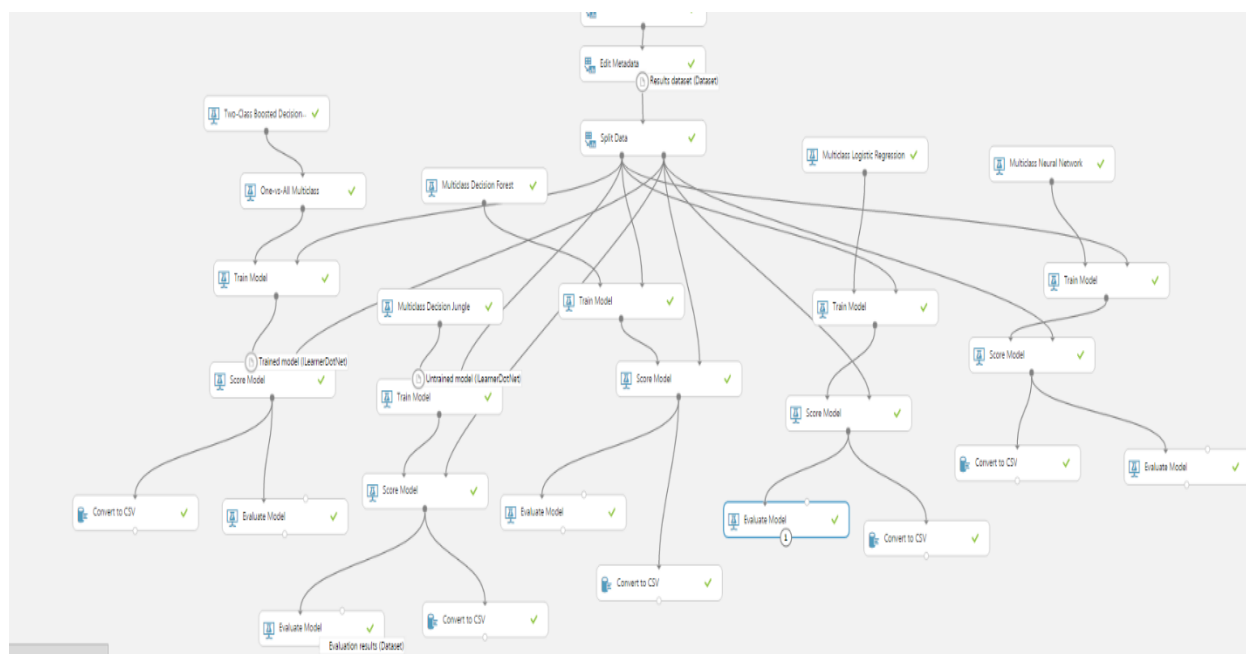 Edit Metadata
Results dataset (Dataset)
Two-Class Boosted Decision...
Split Data
Multiclass Logistic Regression
Multiclass Neural Network
One-vs-All Multiclass
Multiclass Decision Forest
Train Model
Train Model
Multiclass Decision Jungle
Train Model
Train Model
Trained model (ILearnerDotNet)
Score Model
Score Model
Untrained model (ILearnerDotNet)
Score Model
Train Model
Score Model
Convert to CSV
Evaluate Model
Score Model
Convert to CSV
Evaluate Model
Evaluate Model
Evaluate Model
1
Convert to CSV
Convert to CSV
Evaluate Model
Convert to CSV
Evaluation results (Dataset)